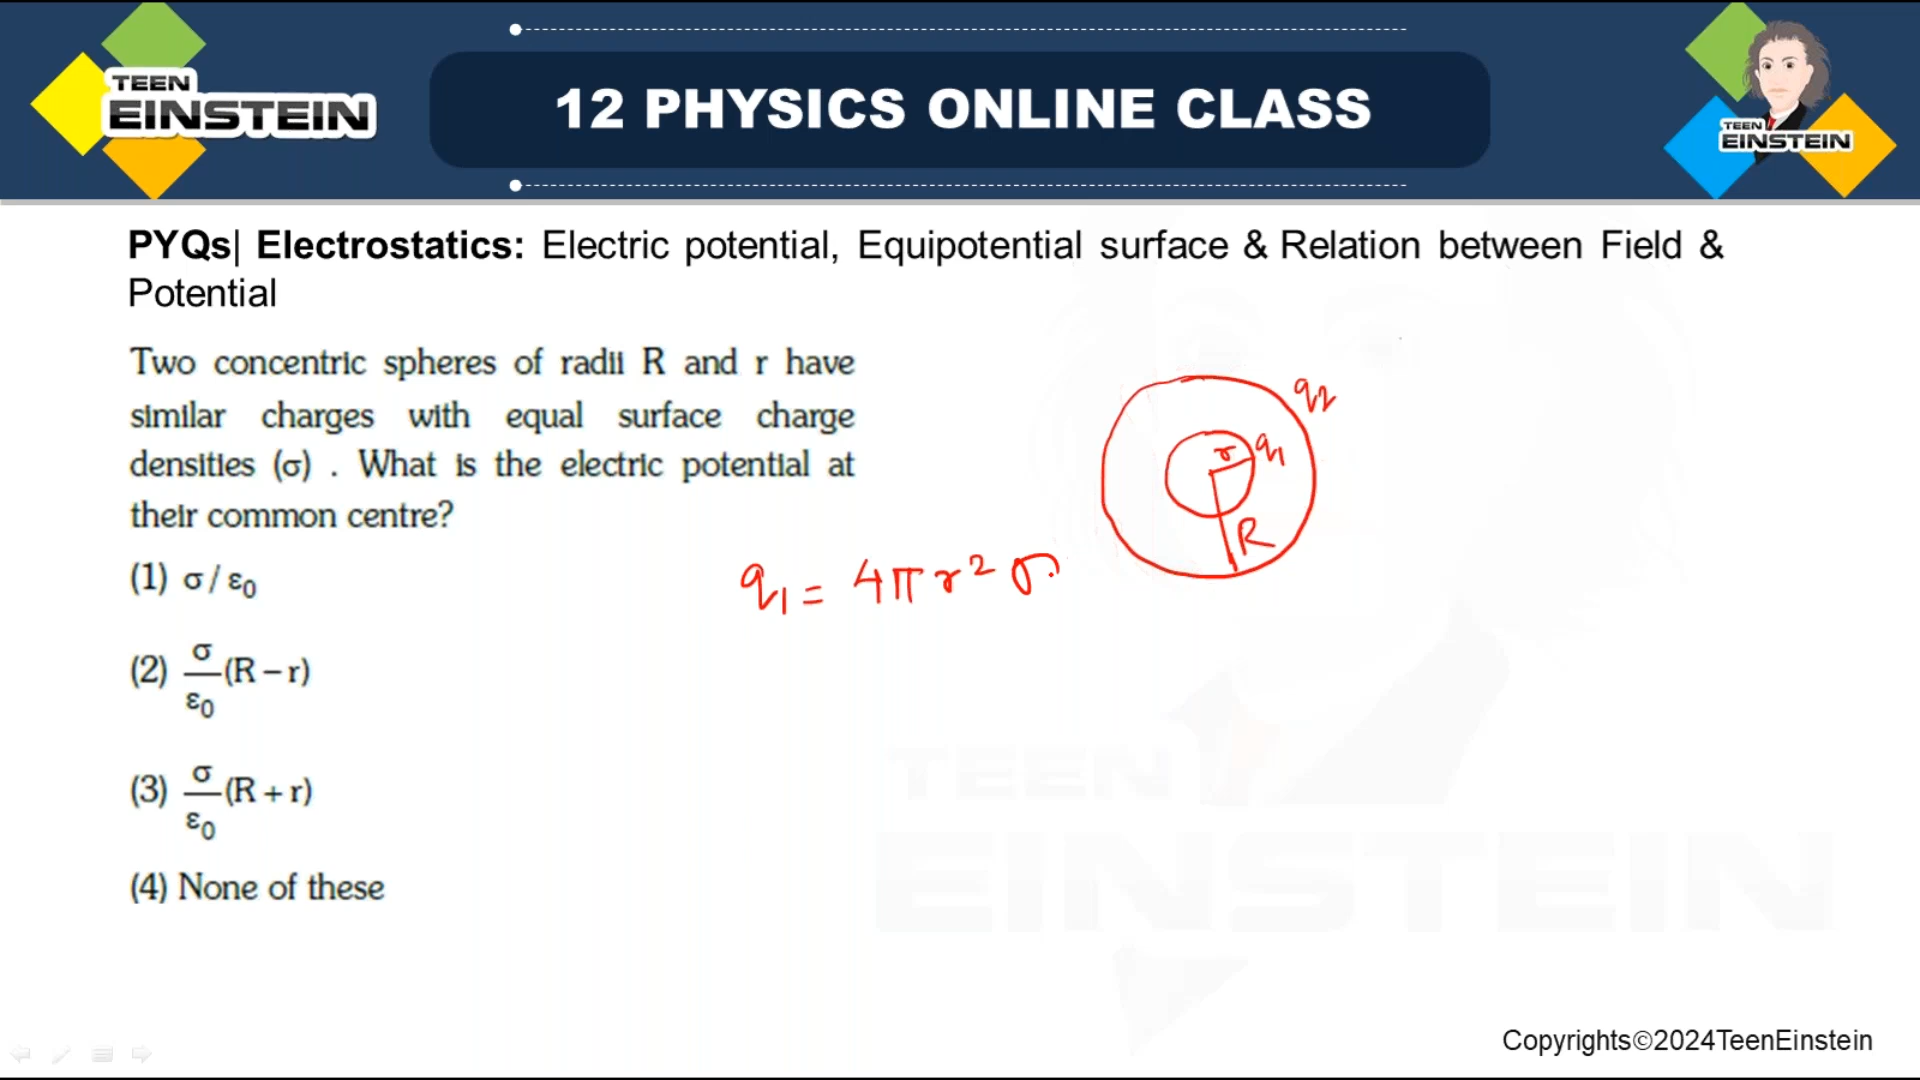 TEEN
EINSTEIN
12 PHYSICS ONLINE CLASS
TEEN
EINSTEIN
PYQs| Electrostatics: Electric potential, Equipotential surface & Relation between Field &
Potential
Two concentric spheres of radii R and r have
similar charges with equal surface charge
densities (σ) . What is the electric potential at
their common centre?
(1) σ / ε₀
(2) σ/ε₀ (R − r)
(3) σ/ε₀ (R + r)
(4) None of these
q₂
r q₁
R
q₁ = 4πr²σ
TEEN
EINSTEIN
Copyrights©2024TeenEinstein